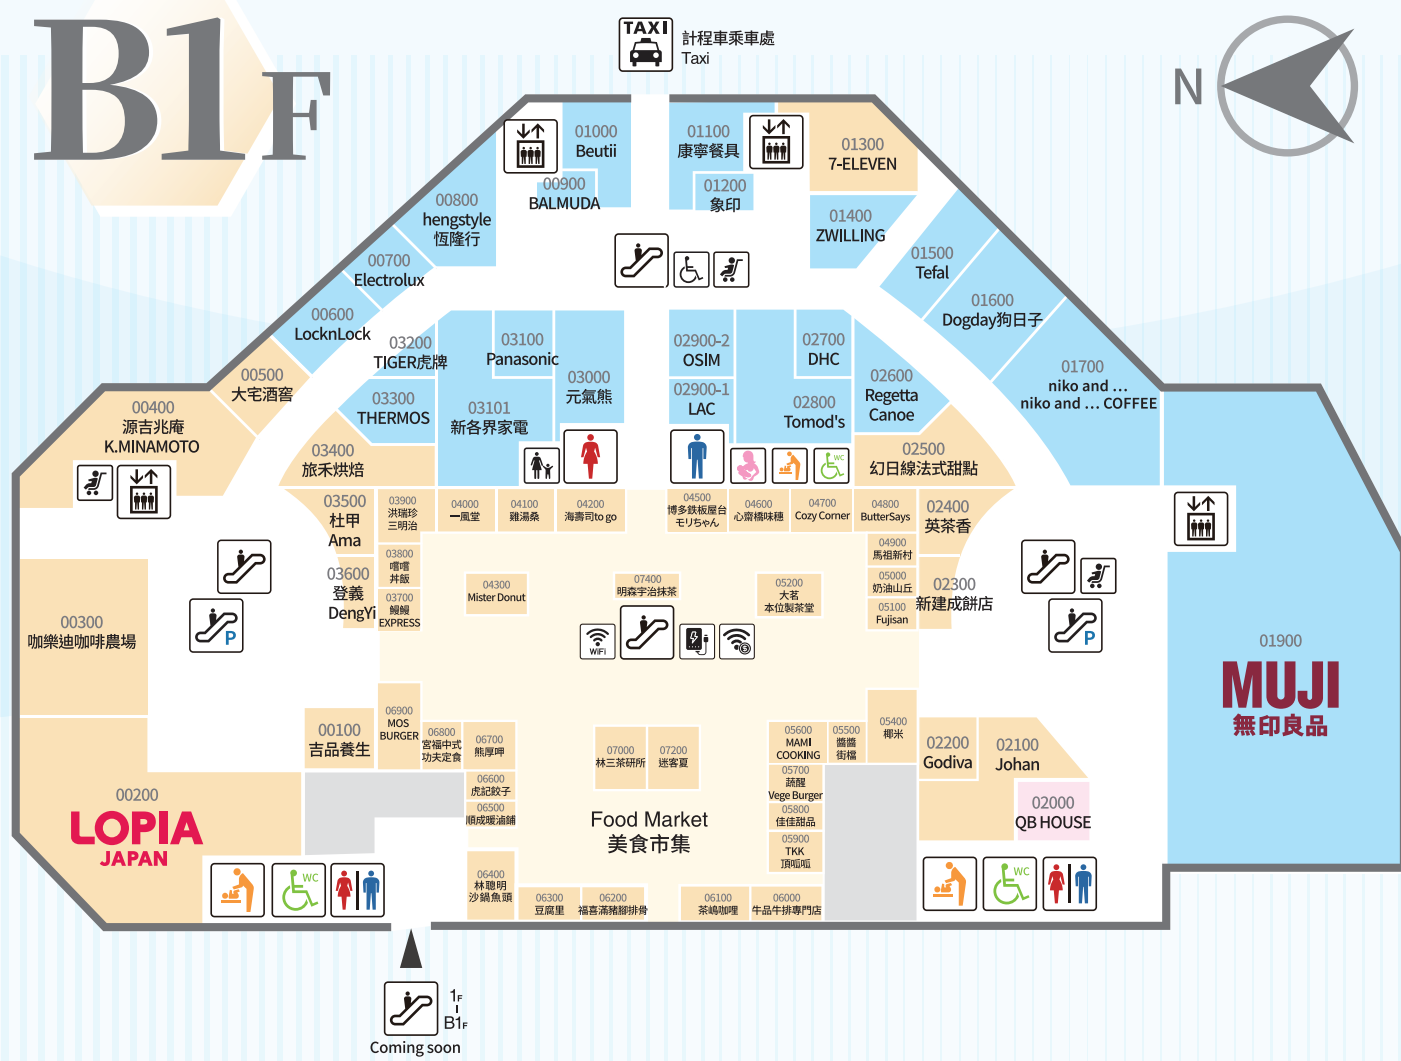 B1F
TAXI
計程車乘車處
Taxi
N
01000
Beutii
00900
BALMUDA
01100
康寧餐具
01200
象印
01300
7-ELEVEN
00800
hengstyle
恆隆行
01400
ZWILLING
00700
Electrolux
01500
Tefal
00600
LocknLock
01600
Dogday狗日子
03200
TIGER虎牌
03100
Panasonic
03000
元氣熊
02900-2
OSIM
02700
DHC
01700
niko and ...
niko and ... COFFEE
00500
大宅酒窖
03300
THERMOS
03101
新各界家電
02900-1
LAC
02800
Tomod's
02600
Regetta
Canoe
00400
源吉兆庵
K.MINAMOTO
03400
旅禾烘焙
WC
02500
幻日線法式甜點
03500
杜甲
Ama
03900
洪瑞珍
三明治
04000
一風堂
04100
雞湯桑
04200
海壽司to go
04500
博多鉄板屋台
モリちゃん
04600
心齋橋味穗
04700
Cozy Corner
04800
ButterSays
02400
英茶香
03800
嚐嚐
丼飯
04900
馬祖新村
03600
登義
DengYi
03700
鰻鰻
EXPRESS
04300
Mister Donut
07400
明森宇治抹茶
05200
大茗
本位製茶堂
05000
奶油山丘
05100
Fujisan
02300
新建成餅店
00300
咖樂迪咖啡農場
P
WiFi
$
P
01900
MUJI
無印良品
00100
吉品養生
06900
MOS
BURGER
06800
宮福中式
功夫定食
06700
熊厚呷
07000
林三茶研所
07200
迷客夏
05600
MAMI
COOKING
05500
醬醬
街檔
05400
椰米
02200
Godiva
02100
Johan
00200
LOPIA
JAPAN
06600
虎記餃子
06500
順成暖滷鋪
Food Market
美食市集
05700
蔬醒
Vege Burger
05800
佳佳甜品
05900
TKK
頂呱呱
02000
QB HOUSE
WC
06400
林聰明
沙鍋魚頭
06300
豆腐里
06200
福喜滿豬腳排骨
06100
茶嶋咖哩
06000
牛品牛排專門店
WC
1F
B1F
Coming soon